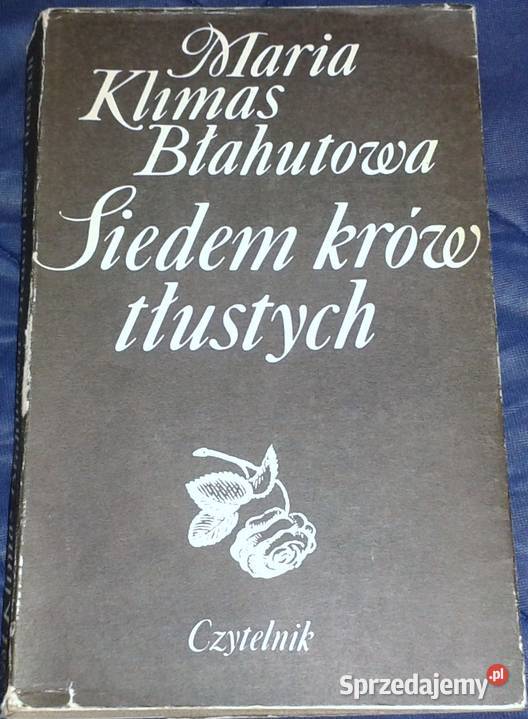 Maria
Klimas
Błahutowa
Siedem krów
tłustych
Czytelnik
Sprzedajemy.pl